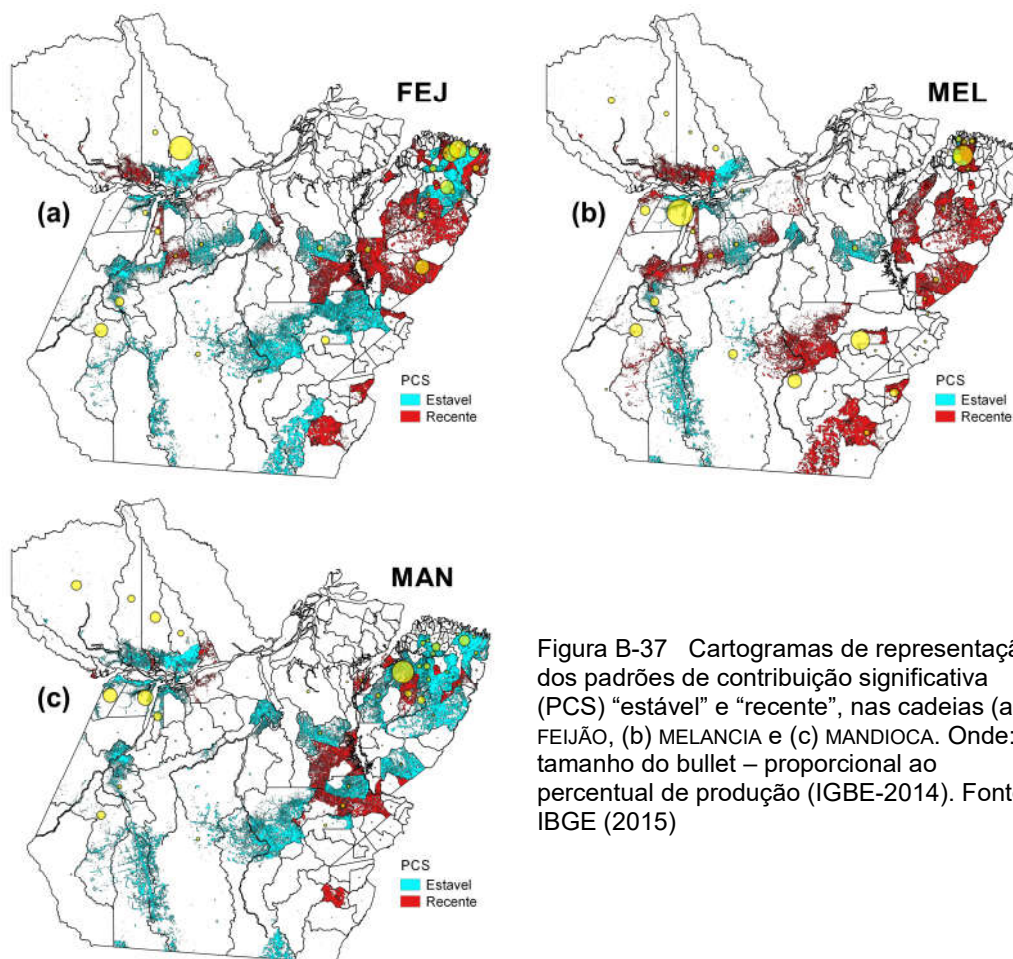 FEJ
(a)
PCS
Estavel
Recente
MEL
(b)
PCS
Estavel
Recente
MAN
(c)
PCS
Estavel
Recente
Figura B-37 Cartogramas de representaçã
dos padrões de contribuição significativa
(PCS) “estável” e “recente”, nas cadeias (a
FEIJÃO, (b) MELANCIA e (c) MANDIOCA. Onde:
tamanho do bullet – proporcional ao
percentual de produção (IGBE-2014). Font
IBGE (2015)